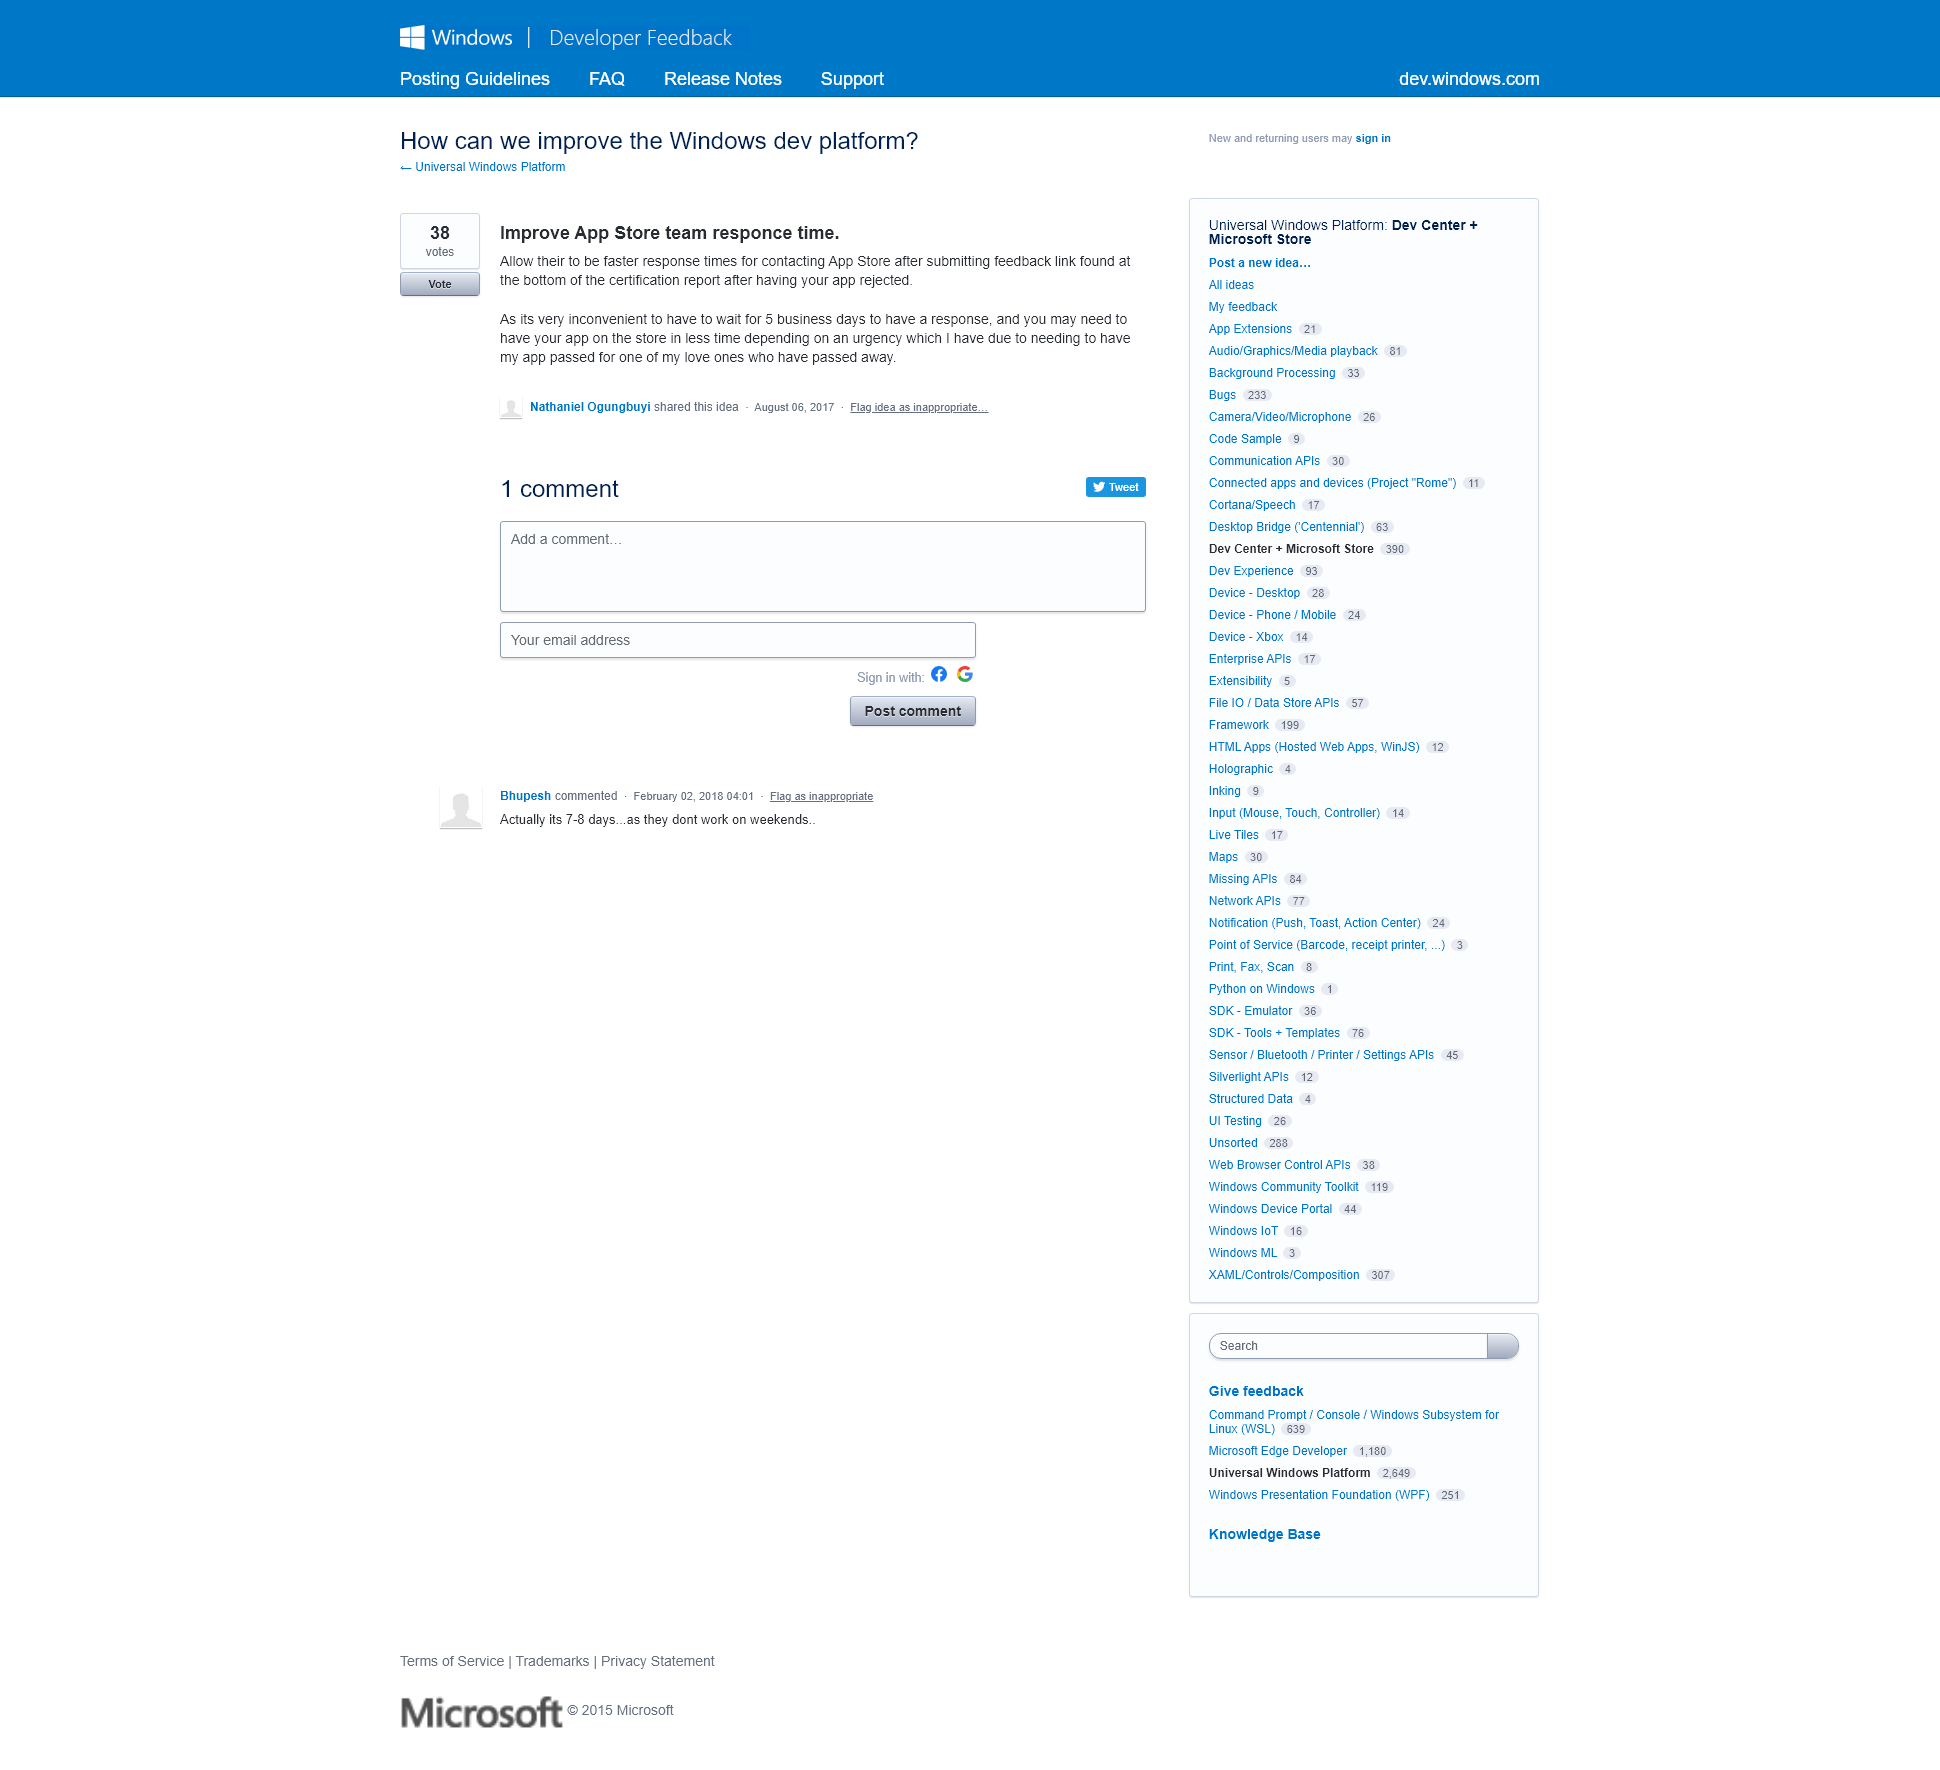 Windows | Developer Feedback
Posting Guidelines FAQ Release Notes Support dev.windows.com
How can we improve the Windows dev platform?
← Universal Windows Platform
New and returning users may sign in
38
votes
Vote
Improve App Store team responce time.
Allow their to be faster response times for contacting App Store after submitting feedback link found at
the bottom of the certification report after having your app rejected.
As its very inconvenient to have to wait for 5 business days to have a response, and you may need to
have your app on the store in less time depending on an urgency which I have due to needing to have
my app passed for one of my love ones who have passed away.
Nathaniel Ogungbuyi shared this idea · August 06, 2017 · Flag idea as inappropriate…
1 comment
Tweet
Add a comment…
Your email address
Sign in with:
Post comment
Bhupesh commented · February 02, 2018 04:01 · Flag as inappropriate
Actually its 7-8 days...as they dont work on weekends..
Universal Windows Platform: Dev Center +
Microsoft Store
Post a new idea…
All ideas
My feedback
App Extensions 21
Audio/Graphics/Media playback 81
Background Processing 33
Bugs 233
Camera/Video/Microphone 26
Code Sample 9
Communication APIs 30
Connected apps and devices (Project "Rome") 11
Cortana/Speech 17
Desktop Bridge ('Centennial') 63
Dev Center + Microsoft Store 390
Dev Experience 93
Device - Desktop 28
Device - Phone / Mobile 24
Device - Xbox 14
Enterprise APIs 17
Extensibility 5
File IO / Data Store APIs 57
Framework 199
HTML Apps (Hosted Web Apps, WinJS) 12
Holographic 4
Inking 9
Input (Mouse, Touch, Controller) 14
Live Tiles 17
Maps 30
Missing APIs 84
Network APIs 77
Notification (Push, Toast, Action Center) 24
Point of Service (Barcode, receipt printer, ...) 3
Print, Fax, Scan 8
Python on Windows 1
SDK - Emulator 36
SDK - Tools + Templates 76
Sensor / Bluetooth / Printer / Settings APIs 45
Silverlight APIs 12
Structured Data 4
UI Testing 26
Unsorted 288
Web Browser Control APIs 38
Windows Community Toolkit 119
Windows Device Portal 44
Windows IoT 16
Windows ML 3
XAML/Controls/Composition 307
Search
Give feedback
Command Prompt / Console / Windows Subsystem for
Linux (WSL) 639
Microsoft Edge Developer 1,180
Universal Windows Platform 2,649
Windows Presentation Foundation (WPF) 251
Knowledge Base
Terms of Service | Trademarks | Privacy Statement
Microsoft © 2015 Microsoft